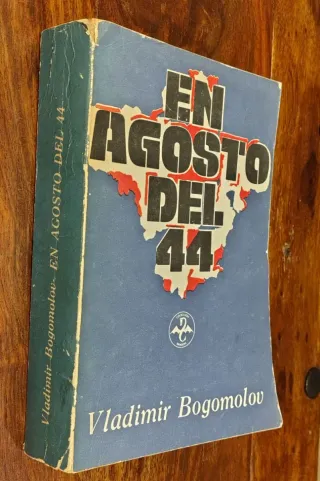 EN
AGOSTO
DEL
44
Vladimir Bogomolov
Vladimir Bogomolov- EN AGOSTO DEL 44